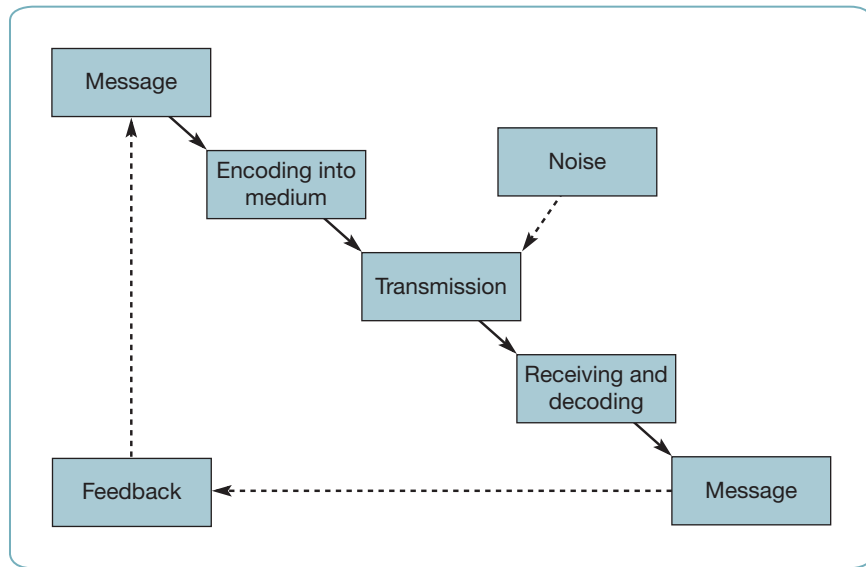 Message
Encoding into
medium
Noise
Transmission
Receiving and
decoding
Feedback
Message